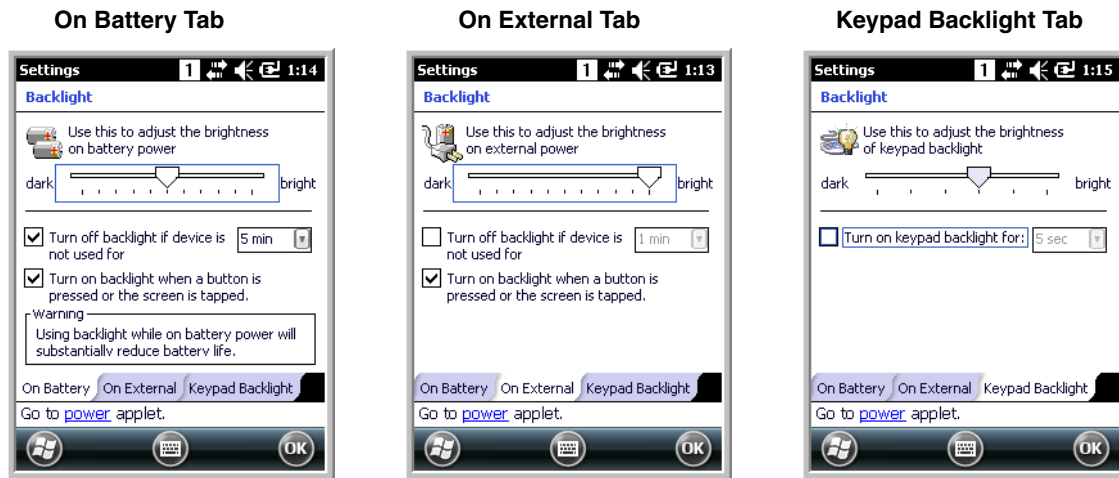 On Battery Tab
Settings 1 1:14
Backlight
Use this to adjust the brightness
on battery power
dark bright
Turn off backlight if device is 5 min
not used for
Turn on backlight when a button is
pressed or the screen is tapped.
Warning
Using backlight while on battery power will
substantially reduce battery life.
On Battery On External Keypad Backlight
Go to power applet.
OK
On External Tab
Settings 1 1:13
Backlight
Use this to adjust the brightness
on external power
dark bright
Turn off backlight if device is 1 min
not used for
Turn on backlight when a button is
pressed or the screen is tapped.
On Battery On External Keypad Backlight
Go to power applet.
OK
Keypad Backlight Tab
Settings 1 1:15
Backlight
Use this to adjust the brightness
of keypad backlight
dark bright
Turn on keypad backlight for: 5 sec
On Battery On External Keypad Backlight
Go to power applet.
OK